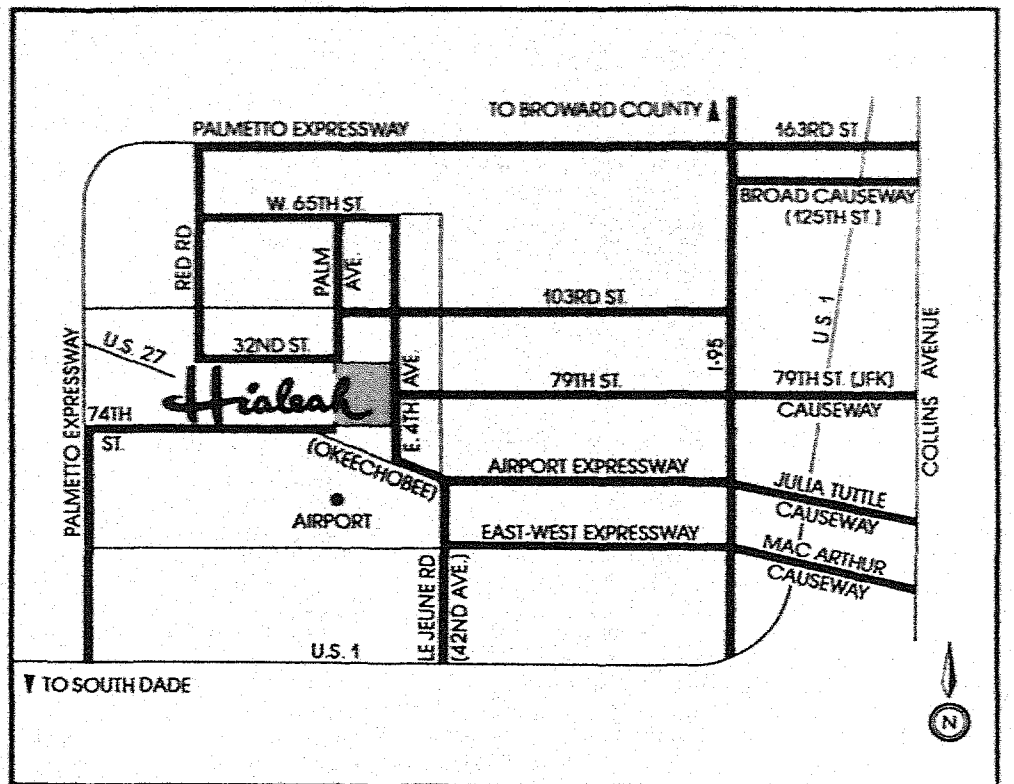 TO BROWARD COUNTY
PALMETTO EXPRESSWAY
163RD ST.
BROAD CAUSEWAY
(125TH ST.)
W. 65TH ST.
RED RD
PALM
AVE.
103RD ST.
U.S. 1
U.S. 27
32ND ST.
I-95
COLLINS AVENUE
PALMETTO EXPRESSWAY
Hialeah
E. 4TH AVE.
79TH ST.
79TH ST. (JFK)
CAUSEWAY
74TH
ST.
(OKEECHOBEE)
AIRPORT EXPRESSWAY
JULIA TUTTLE
CAUSEWAY
AIRPORT
EAST-WEST EXPRESSWAY
MAC ARTHUR
CAUSEWAY
LE JEUNE RD
(42ND AVE.)
U.S. 1
TO SOUTH DADE
N